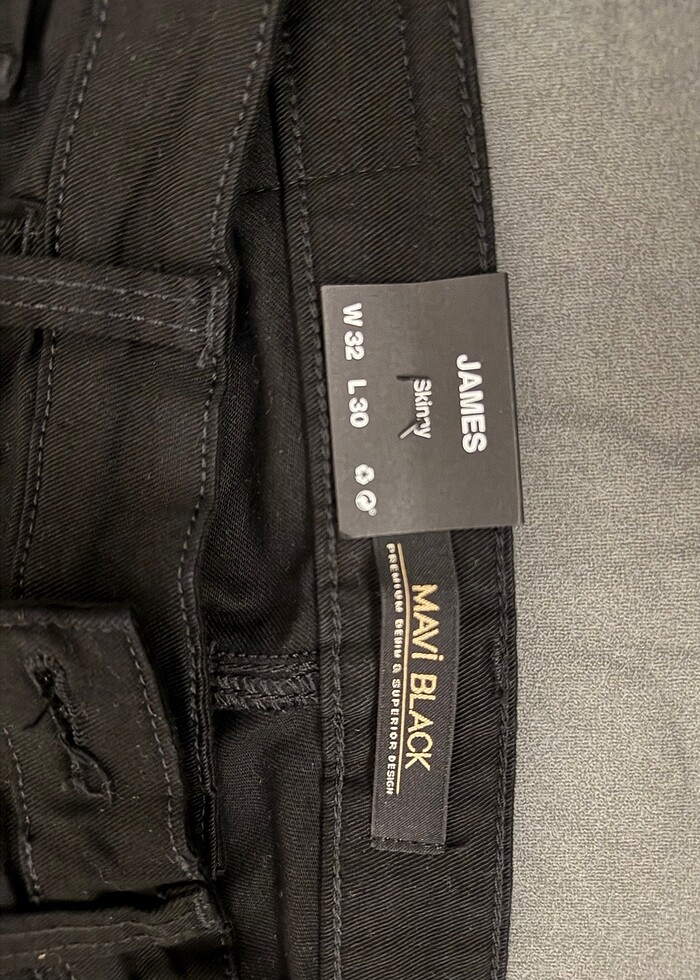 JAMES
Skinny
W 32 L 30
MAVİ BLACK
PREMIUM DENIM & SUPERIOR DESIGN